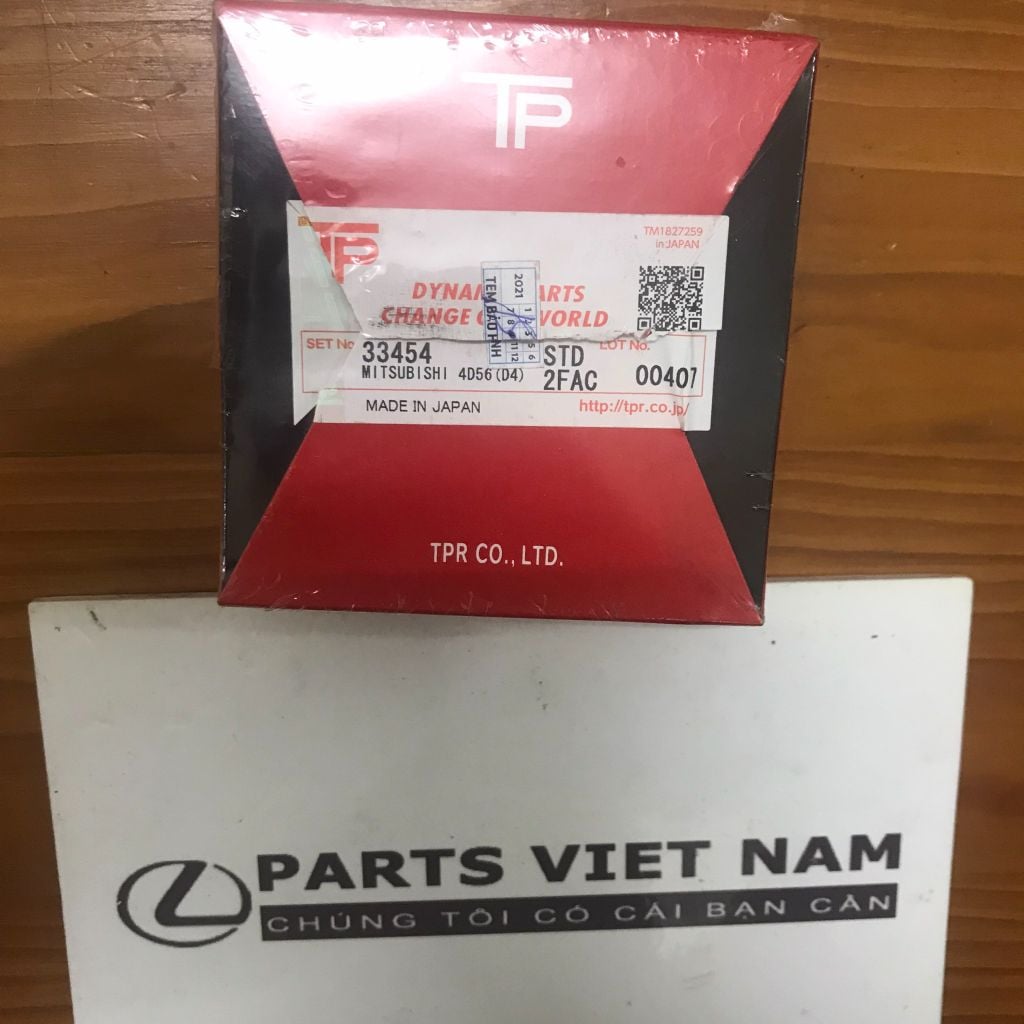 TP
TP
TM1827259
in JAPAN
DYNAM ARTS
CHANGE O WORLD
2021
TEM BẢO HÀNH
SET No. 33454
MITSUBISHI 4D56(D4)
STD
2FAC
LOT No.
00407
MADE IN JAPAN
http://tpr.co.jp/
TPR CO., LTD.
L PARTS VIET NAM
CHÚNG TÔI CÓ CÁI BẠN CẦN